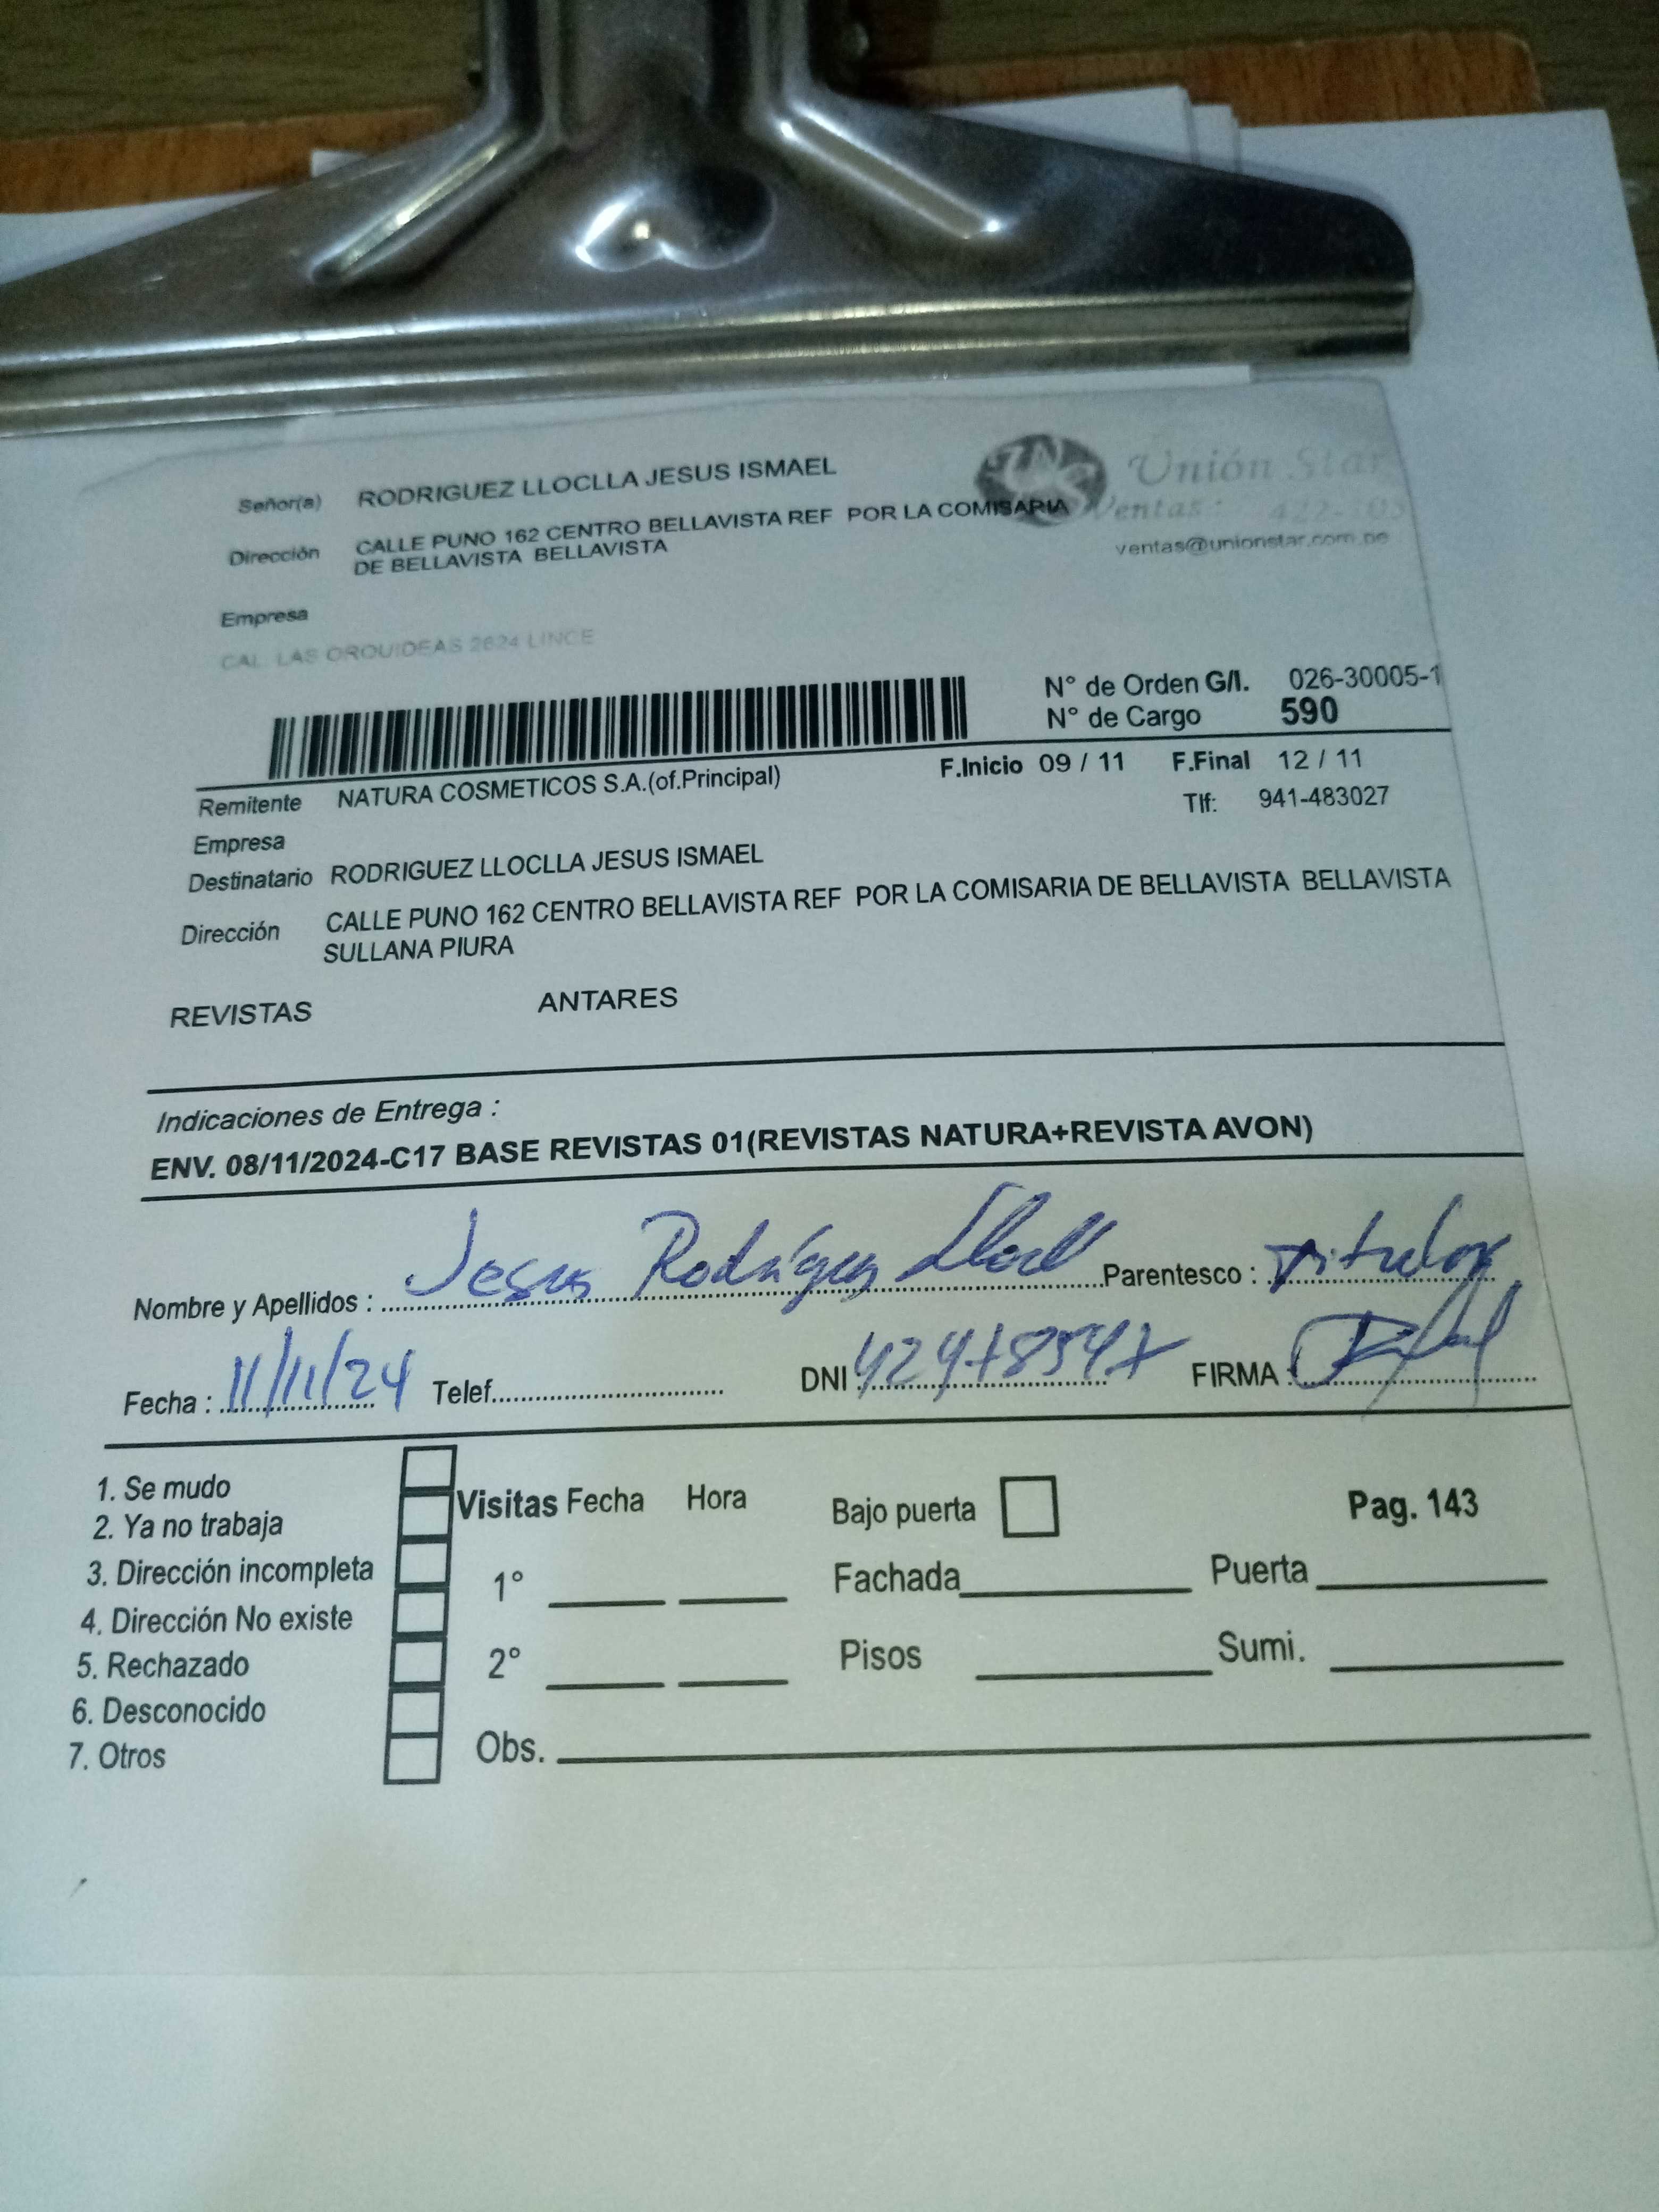 Unión Star
Señor(a) RODRIGUEZ LLOCLLA JESUS ISMAEL
Ventas: 422-103
Dirección CALLE PUNO 162 CENTRO BELLAVISTA REF POR LA COMISARIA
DE BELLAVISTA BELLAVISTA
ventas@unionstar.com.pe
Empresa
CAL. LAS ORQUIDEAS 2624 LINCE
N° de Orden G/I. 026-30005-1
N° de Cargo 590
F.Inicio 09 / 11 F.Final 12 / 11
Remitente NATURA COSMETICOS S.A.(of.Principal)
Tlf: 941-483027
Empresa
Destinatario RODRIGUEZ LLOCLLA JESUS ISMAEL
Dirección CALLE PUNO 162 CENTRO BELLAVISTA REF POR LA COMISARIA DE BELLAVISTA BELLAVISTA
SULLANA PIURA
REVISTAS ANTARES
Indicaciones de Entrega :
ENV. 08/11/2024-C17 BASE REVISTAS 01(REVISTAS NATURA+REVISTA AVON)
Nombre y Apellidos : Jesus Rodríguez Parentesco : titular
Fecha : 11/11/24 Telef. DNI 42478547 FIRMA :
1. Se mudo
2. Ya no trabaja
3. Dirección incompleta
4. Dirección No existe
5. Rechazado
6. Desconocido
7. Otros
Visitas Fecha Hora
1°
2°
Obs.
Bajo puerta
Pag. 143
Fachada Puerta
Pisos Sumi.